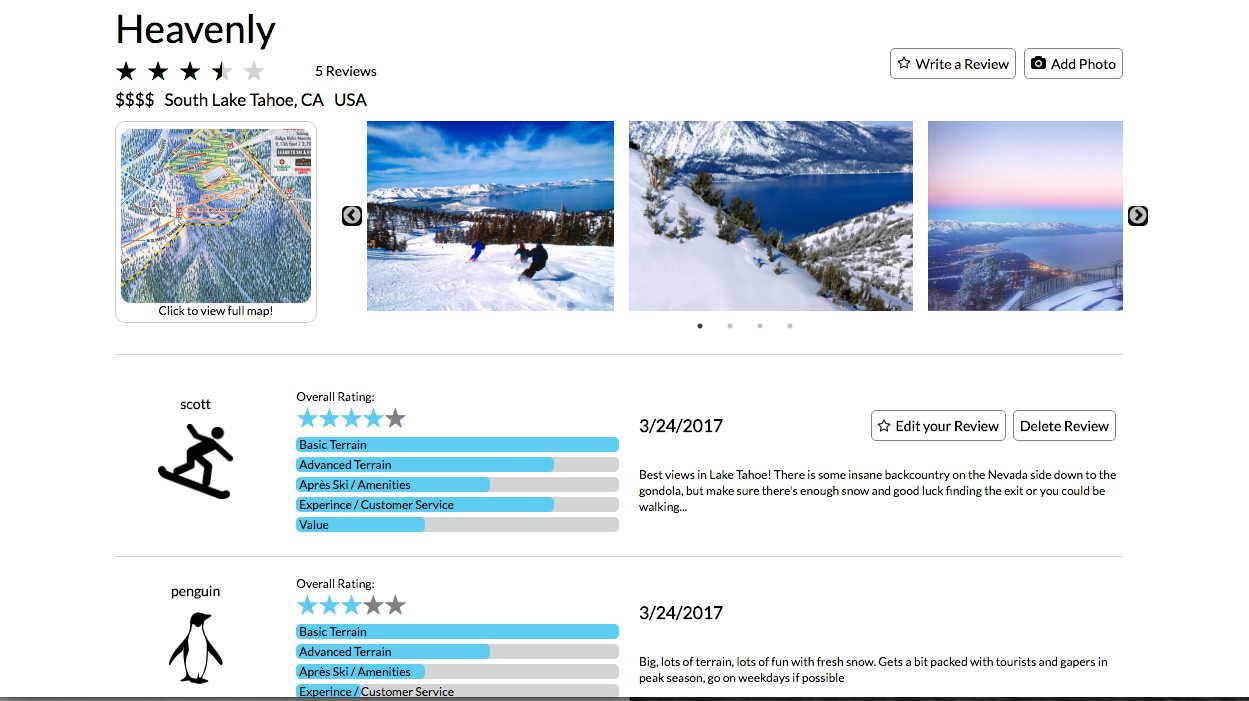 Heavenly
5 Reviews
Write a Review
Add Photo
$$$$ South Lake Tahoe, CA USA
LEARN TO SKI &
Click to view full map!
scott
Overall Rating:
Basic Terrain
Advanced Terrain
Après Ski / Amenities
Experince / Customer Service
Value
3/24/2017
Edit your Review
Delete Review
Best views in Lake Tahoe! There is some insane backcountry on the Nevada side down to the
gondola, but make sure there's enough snow and good luck finding the exit or you could be
walking...
penguin
Overall Rating:
Basic Terrain
Advanced Terrain
Après Ski / Amenities
Experince / Customer Service
3/24/2017
Big, lots of terrain, lots of fun with fresh snow. Gets a bit packed with tourists and gapers in
peak season, go on weekdays if possible